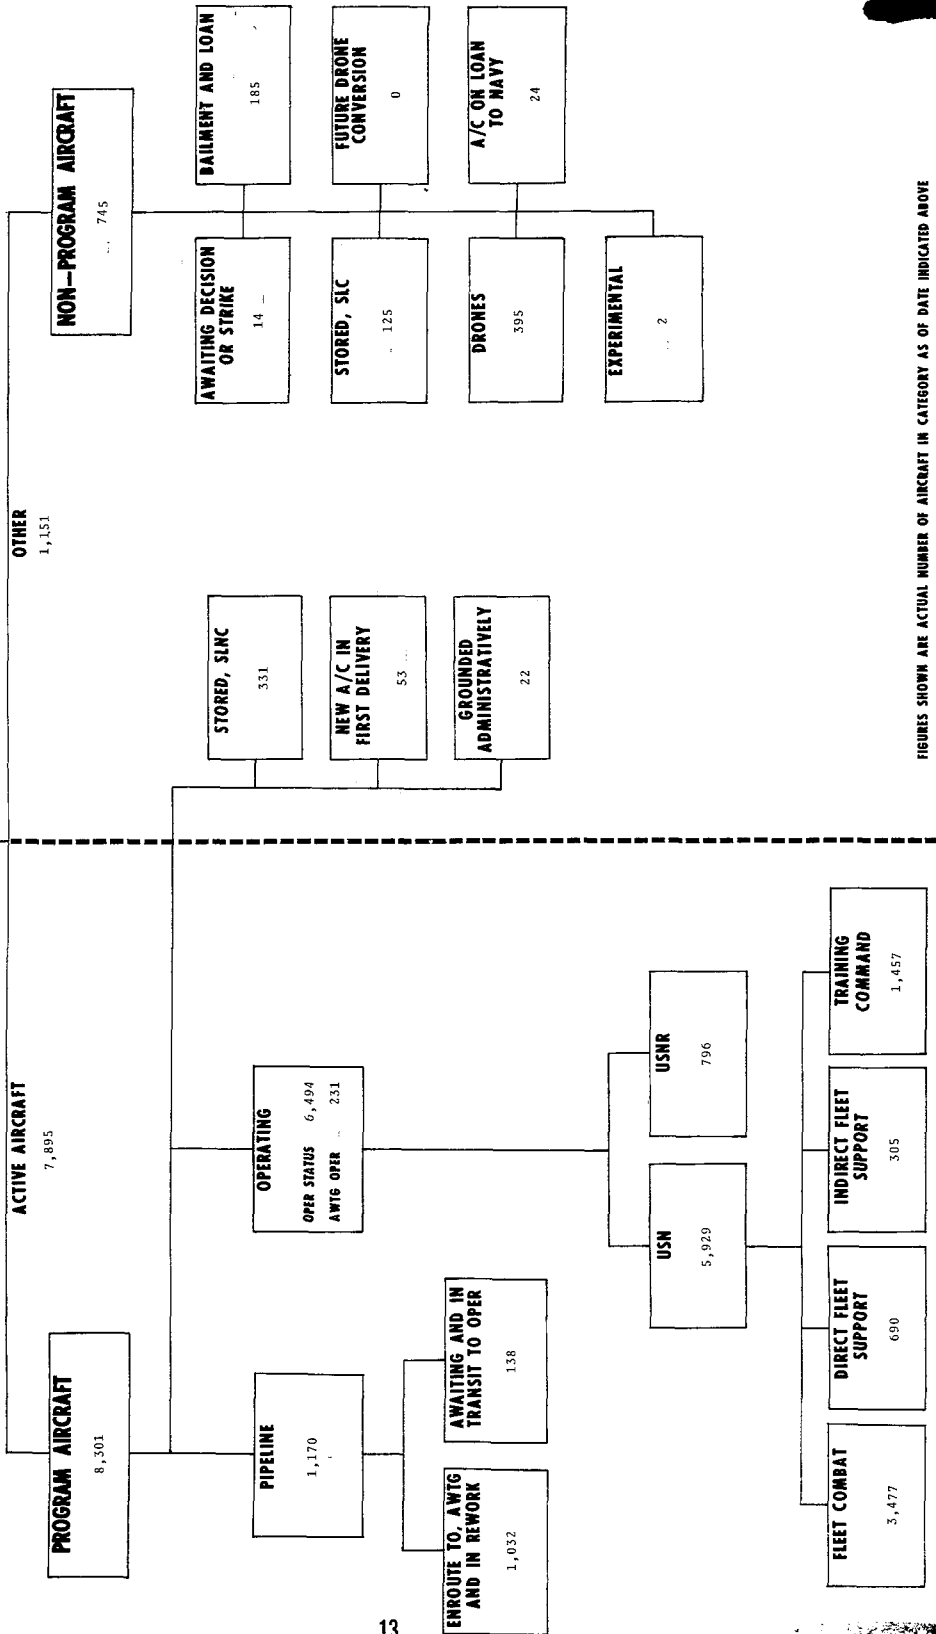 ACTIVE AIRCRAFT
7,895
OTHER
1,151
PROGRAM AIRCRAFT
8,301
NON-PROGRAM AIRCRAFT
745
PIPELINE
1,170
OPERATING
OPER STATUS 6,494
AWTG OPER 231
STORED, SLNC
331
NEW A/C IN
FIRST DELIVERY
53
GROUNDED
ADMINISTRATIVELY
22
AWAITING DECISION
OR STRIKE
14
BAILMENT AND LOAN
185
STORED, SLC
125
FUTURE DRONE
CONVERSION
0
DRONES
395
A/C ON LOAN
TO NAVY
24
EXPERIMENTAL
2
ENROUTE TO, AWTG
AND IN REWORK
1,032
AWAITING AND IN
TRANSIT TO OPER
138
USN
5,929
USNR
796
FLEET COMBAT
3,477
DIRECT FLEET
SUPPORT
690
INDIRECT FLEET
SUPPORT
305
TRAINING
COMMAND
1,457
FIGURES SHOWN ARE ACTUAL NUMBER OF AIRCRAFT IN CATEGORY AS OF DATE INDICATED ABOVE
13